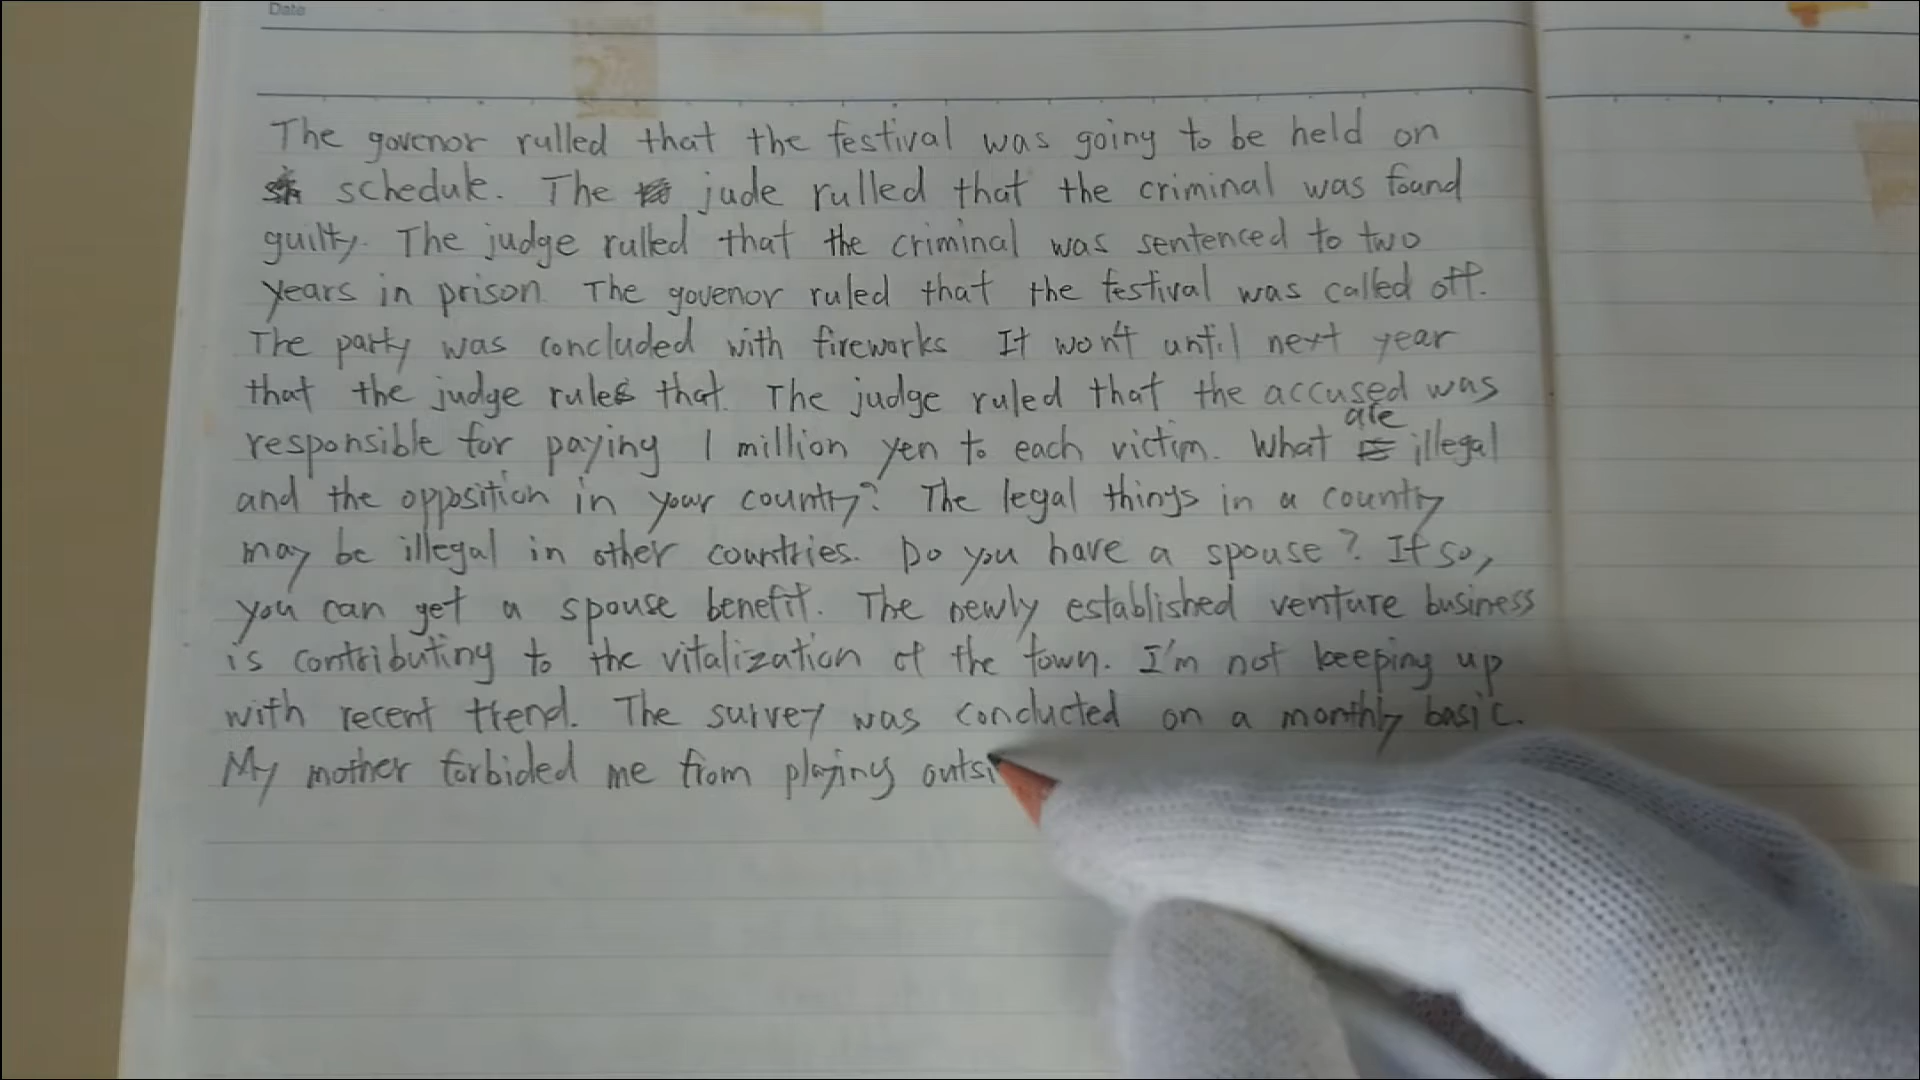 Date
The govenor rulled that the festival was going to be held on
schedule. The jude rulled that the criminal was found
guilty. The judge rulled that the criminal was sentenced to two
years in prison The govenor ruled that the festival was called off.
The party was concluded with fireworks It won't until next year
that the judge rules that. The judge ruled that the accused was
are
responsible for paying 1 million yen to each victim. What illegal
and the opposition in your country? The legal things in a country
may be illegal in other countries. Do you have a spouse? If so,
you can get a spouse benefit. The newly established venture business
is contributing to the vitalization of the town. I'm not keeping up
with recent trend. The survey was conducted on a monthly basic.
My mother forbided me from playing outsi